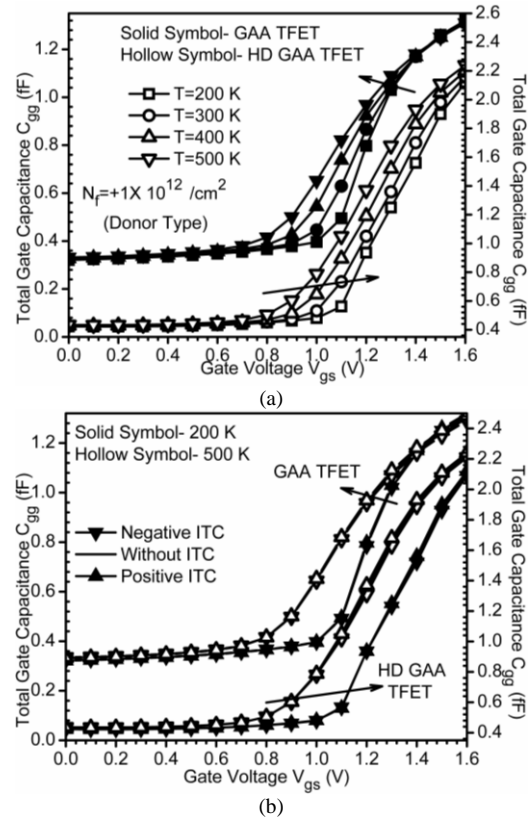 (a)
Solid Symbol- GAA TFET
Hollow Symbol- HD GAA TFET
T=200 K
T=300 K
T=400 K
T=500 K
N_f=+1X 10^12 /cm^2
(Donor Type)
Total Gate Capacitance C_gg (fF)
0.0 0.2 0.4 0.6 0.8 1.0 1.2 1.4 1.6
Gate Voltage V_gs (V)
0.0
0.2
0.4
0.6
0.8
1.0
1.2
Total Gate Capacitance C_gg (fF)
2.6
2.4
2.2
2.0
1.8
1.6
1.4
1.2
1.0
0.8
0.6
0.4
(a)
Solid Symbol- 200 K
Hollow Symbol- 500 K
GAA TFET
Negative ITC
Without ITC
Positive ITC
HD GAA
TFET
Total Gate Capacitance C_gg (fF)
1.2
1.0
0.8
0.6
0.4
0.2
0.0
Total Gate Capacitance C_gg (fF)
2.4
2.2
2.0
1.8
1.6
1.4
1.2
1.0
0.8
0.6
0.4
0.0 0.2 0.4 0.6 0.8 1.0 1.2 1.4 1.6
Gate Voltage V_gs (V)
(b)